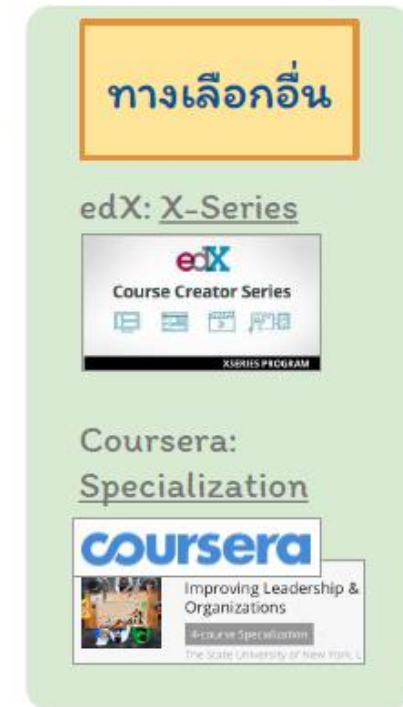 ทางเลือกอื่น
edX: X-Series
edX
Course Creator Series
XSERIES PROGRAM
Coursera:
Specialization
coursera
Improving Leadership &
Organizations
4-course Specialization
The State University of New York,